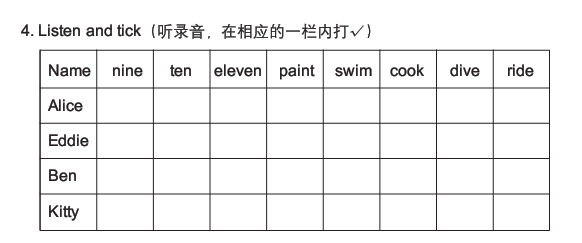 4. Listen and tick（听录音，在相应的一栏内打✓）
Name nine ten eleven paint swim cook dive ride
Alice
Eddie
Ben
Kitty